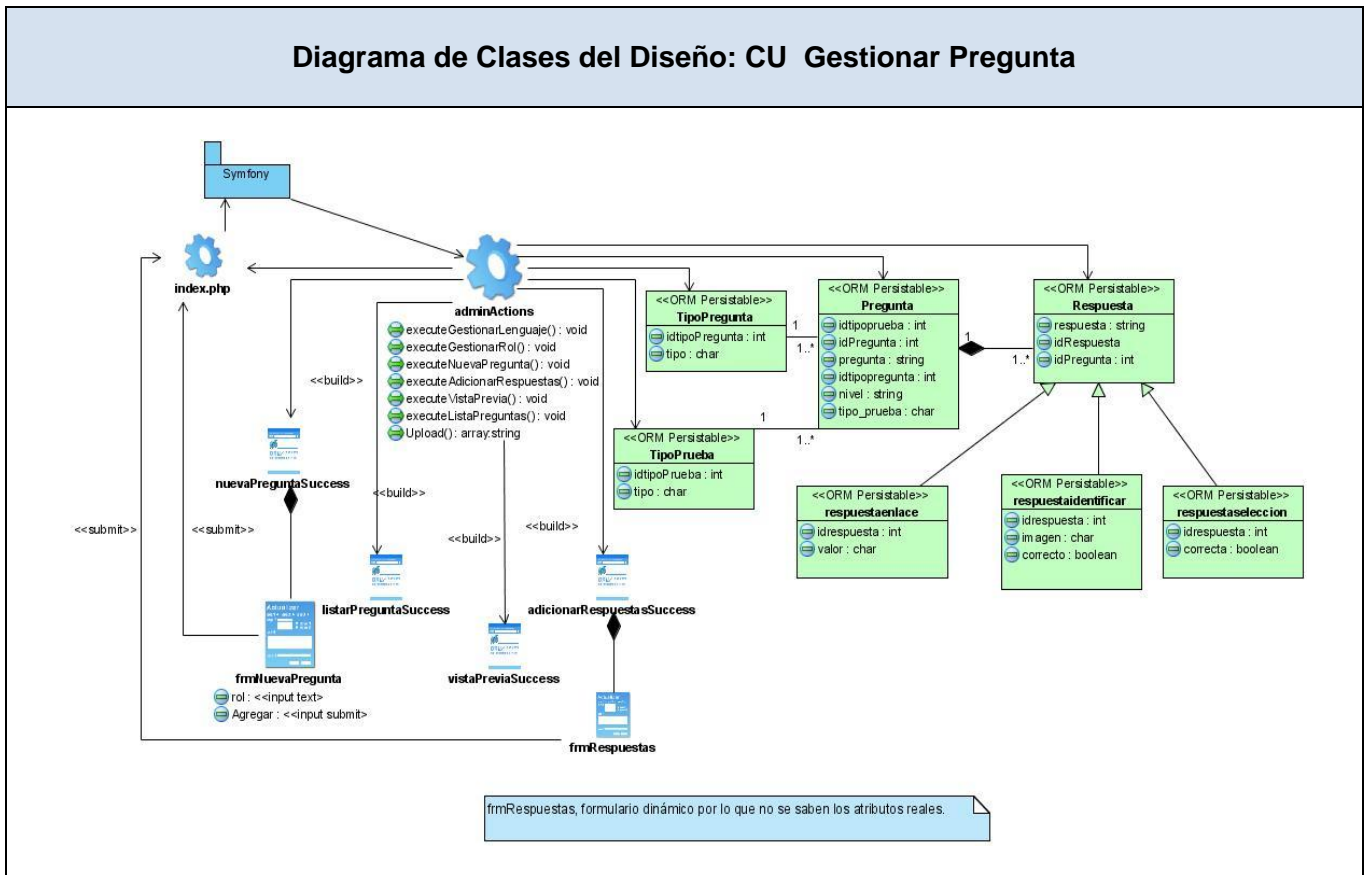 Diagrama de Clases del Diseño: CU Gestionar Pregunta
Symfony
index.php
adminActions
executeGestionarLenguaje() : void
executeGestionarRol() : void
executeNuevaPregunta() : void
executeAdicionarRespuestas() : void
executeVistaPrevia() : void
executeListaPreguntas() : void
Upload() : array:string
<<ORM Persistable>>
TipoPregunta
idtipoPregunta : int
tipo : char
1
1..*
<<ORM Persistable>>
Pregunta
idtipoprueba : int
idPregunta : int
pregunta : string
idtipopregunta : int
nivel : string
tipo_prueba : char
1
1..*
<<ORM Persistable>>
Respuesta
respuesta : string
idRespuesta
idPregunta : int
<<ORM Persistable>>
TipoPrueba
idtipoPrueba : int
tipo : char
1
1..*
<<ORM Persistable>>
respuestaenlace
idrespuesta : int
valor : char
<<ORM Persistable>>
respuestaidentificar
idrespuesta : int
imagen : char
correcto : boolean
<<ORM Persistable>>
respuestaseleccion
idrespuesta : int
correcta : boolean
<<build>>
<<build>>
<<build>>
<<build>>
<<submit>>
<<submit>>
nuevaPreguntaSuccess
listarPreguntaSuccess
vistaPreviaSuccess
adicionarRespuestasSuccess
frmNuevaPregunta
rol : <<input text>
Agregar : <<input submit>
frmRespuestas
frmRespuestas, formulario dinámico por lo que no se saben los atributos reales.